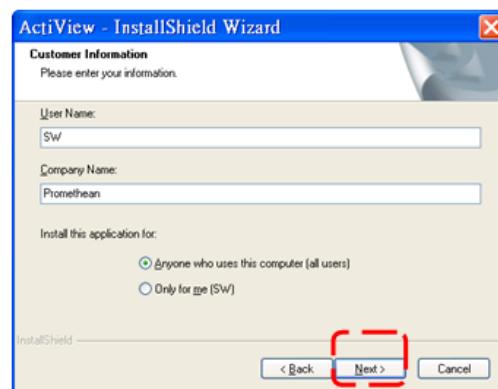 ActiView - InstallShield Wizard
Customer Information
Please enter your information.
User Name:
SW
Company Name:
Promethean
Install this application for:
Anyone who uses this computer (all users)
Only for me (SW)
InstallShield
< Back
Next >
Cancel